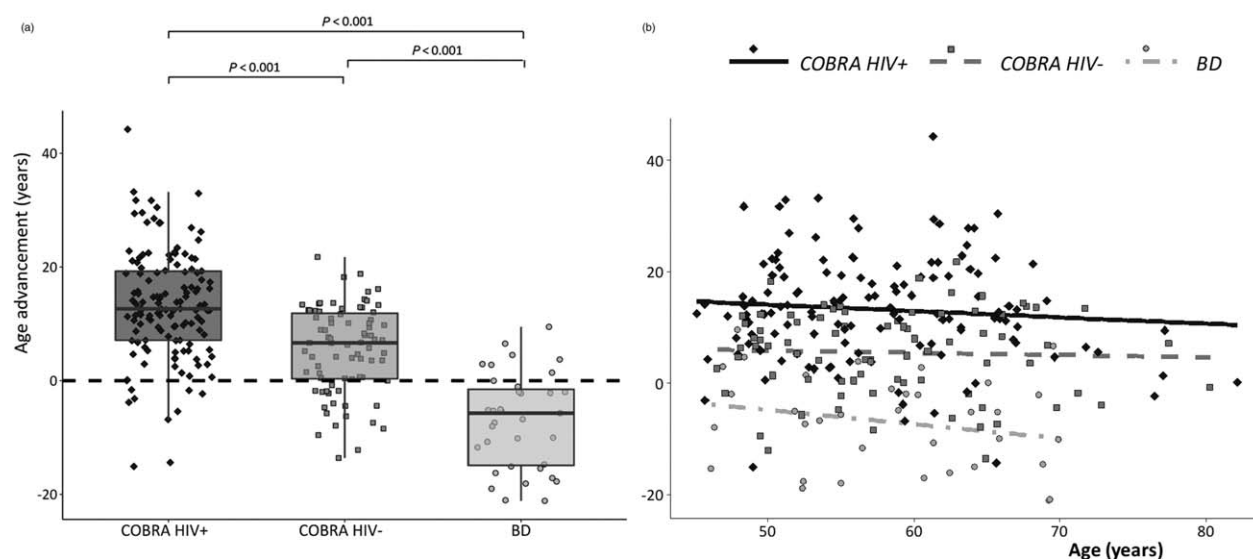 (a)
P < 0.001
P < 0.001
P < 0.001
Age advancement (years)
40
20
0
-20
COBRA HIV+ COBRA HIV- BD
(b)
COBRA HIV+ COBRA HIV- BD
40
20
0
-20
50 60 70 80
Age (years)